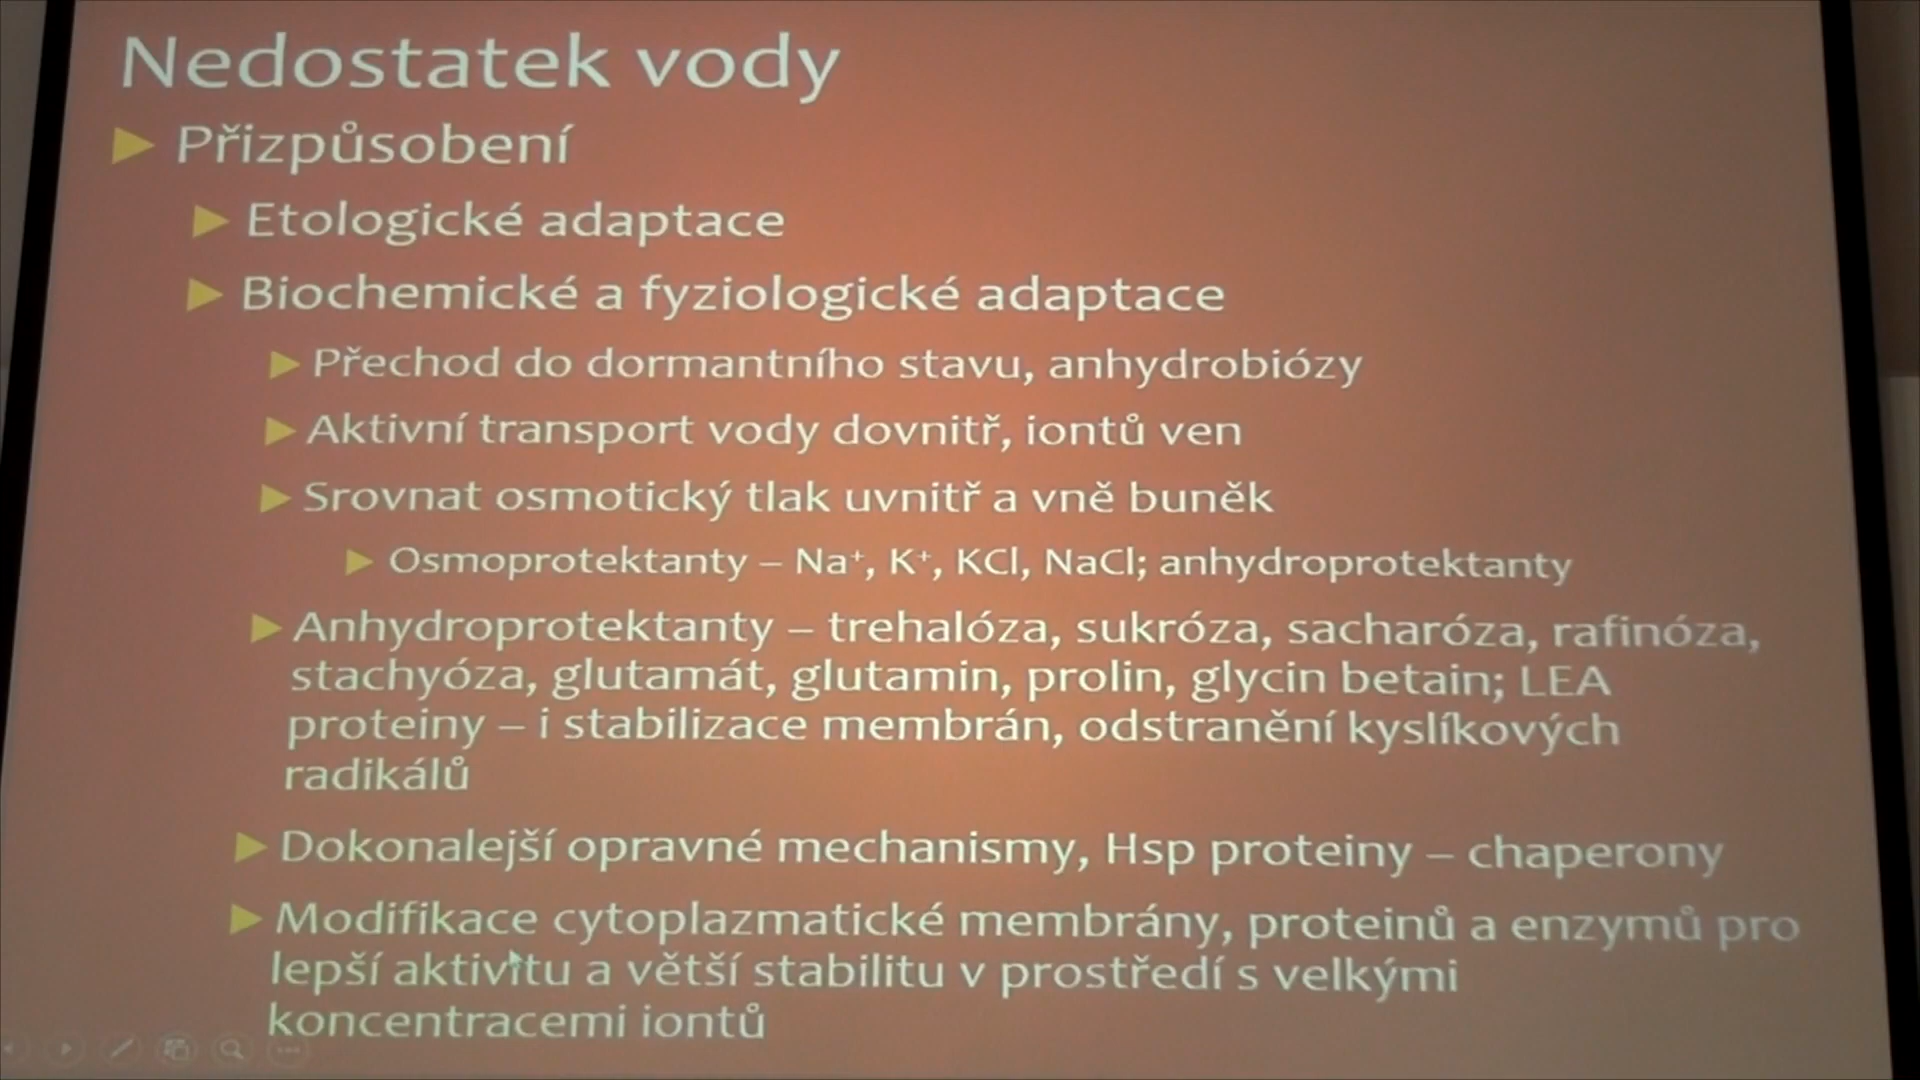 Nedostatek vody
Přizpůsobení
Etologické adaptace
Biochemické a fyziologické adaptace
Přechod do dormantního stavu, anhydrobiózy
Aktivní transport vody dovnitř, iontů ven
Srovnat osmotický tlak uvnitř a vně buněk
Osmoprotektanty – Na⁺, K⁺, KCl, NaCl; anhydroprotektanty
Anhydroprotektanty – trehalóza, sukróza, sacharóza, rafinóza,
stachyóza, glutamát, glutamin, prolin, glycin betain; LEA
proteiny – i stabilizace membrán, odstranění kyslíkových
radikálů
Dokonalejší opravné mechanismy, Hsp proteiny – chaperony
Modifikace cytoplazmatické membrány, proteinů a enzymů pro
lepší aktivitu a větší stabilitu v prostředí s velkými
koncentracemi iontů